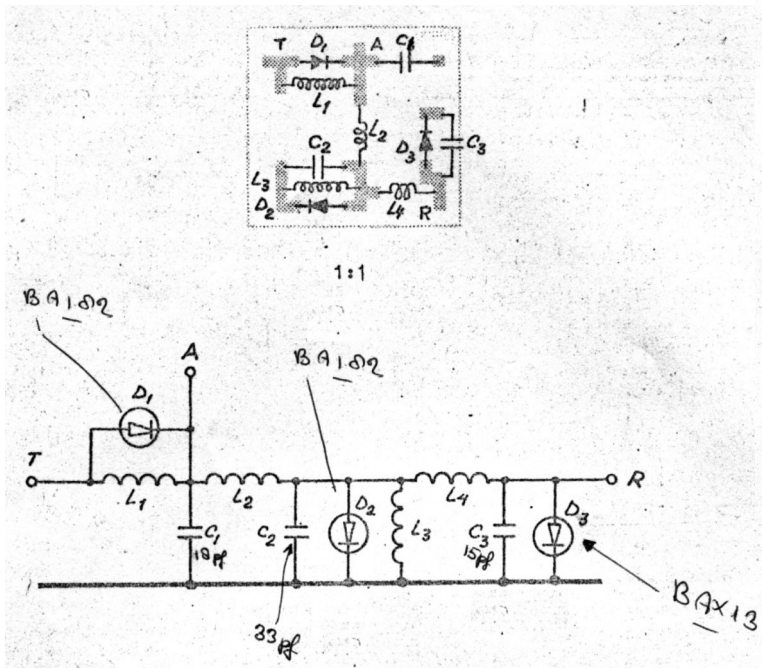 T D1 A C1
L1
L2
C2 D3 C3
L3
D2 L4 R
1:1
BA182
A
BA182
D1
T
L1 L2 D2 L4 D3 R
C1 C2 L3 C3
18pf 15pf
33pf
BAX13